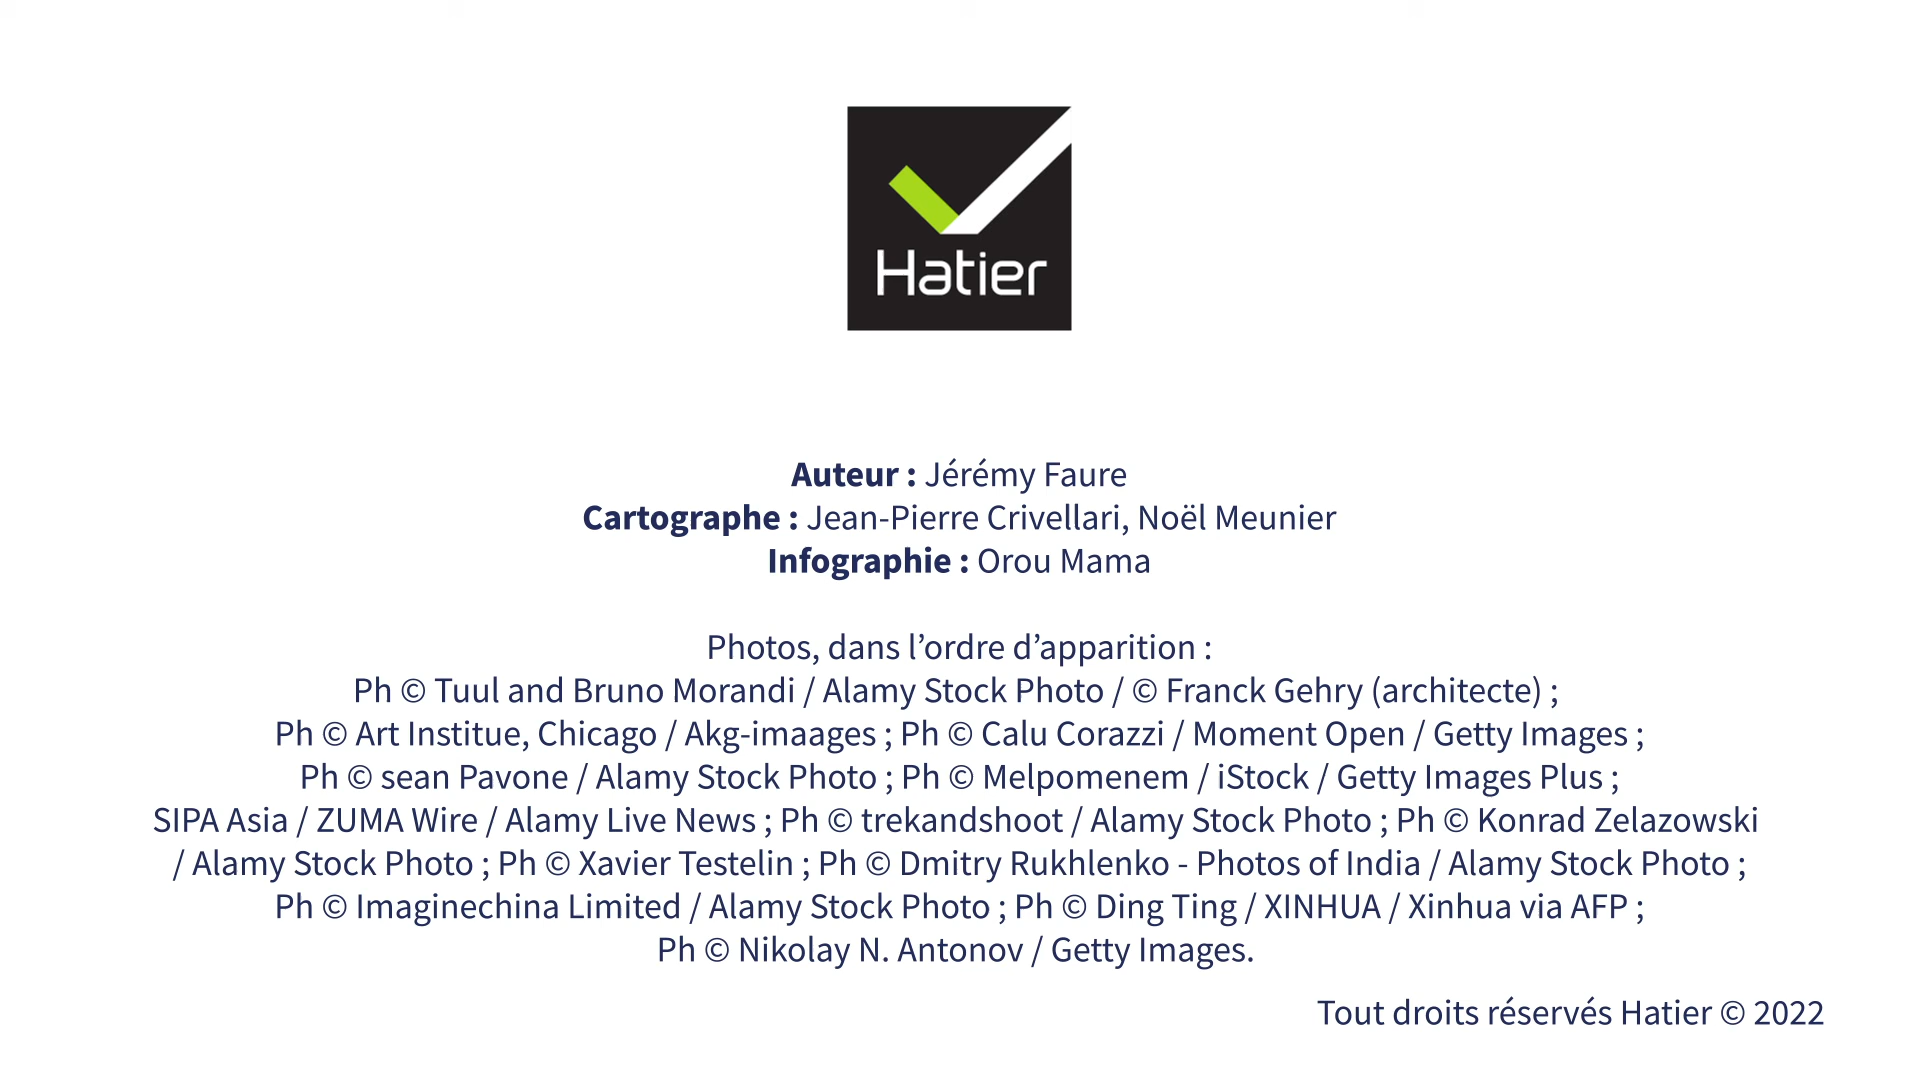 Hatier
Auteur : Jérémy Faure
Cartographe : Jean-Pierre Crivellari, Noël Meunier
Infographie : Orou Mama
Photos, dans l’ordre d’apparition :
Ph © Tuul and Bruno Morandi / Alamy Stock Photo / © Franck Gehry (architecte) ;
Ph © Art Institue, Chicago / Akg-imaages ; Ph © Calu Corazzi / Moment Open / Getty Images ;
Ph © sean Pavone / Alamy Stock Photo ; Ph © Melpomenem / iStock / Getty Images Plus ;
SIPA Asia / ZUMA Wire / Alamy Live News ; Ph © trekandshoot / Alamy Stock Photo ; Ph © Konrad Zelazowski
/ Alamy Stock Photo ; Ph © Xavier Testelin ; Ph © Dmitry Rukhlenko - Photos of India / Alamy Stock Photo ;
Ph © Imaginechina Limited / Alamy Stock Photo ; Ph © Ding Ting / XINHUA / Xinhua via AFP ;
Ph © Nikolay N. Antonov / Getty Images.
Tout droits réservés Hatier © 2022